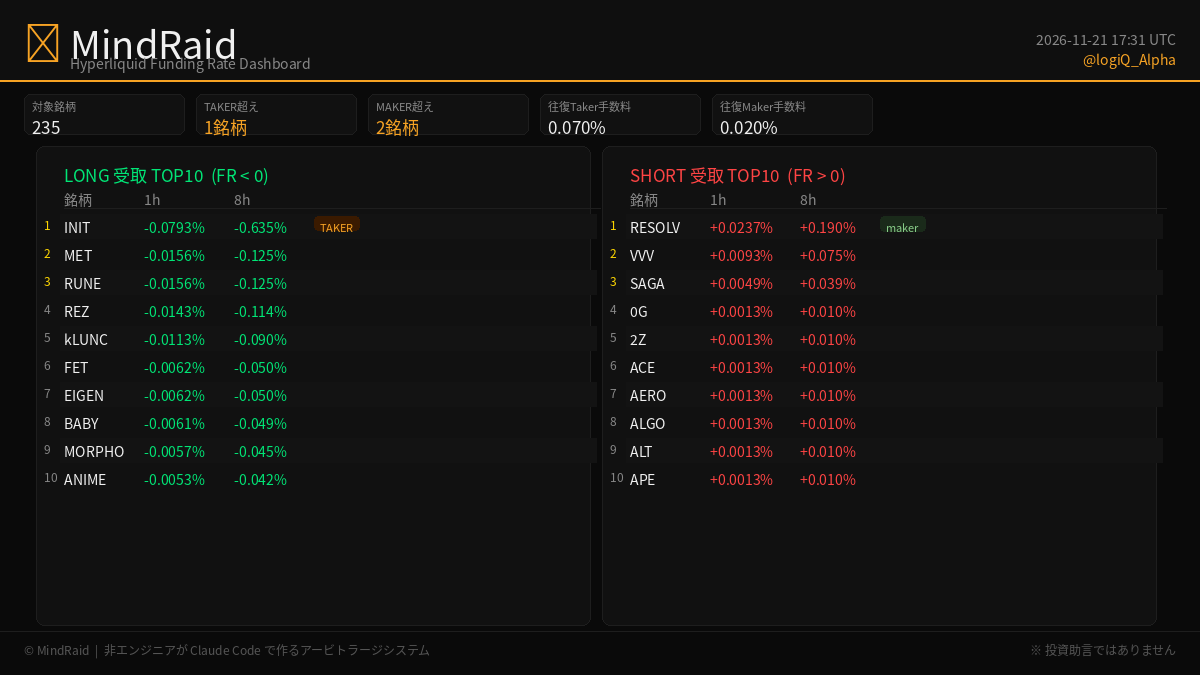 MindRaid
Hyperliquid Funding Rate Dashboard
2026-11-21 17:31 UTC
@logiQ_Alpha
対象銘柄
235
TAKER超え
1銘柄
MAKER超え
2銘柄
往復Taker手数料
0.070%
往復Maker手数料
0.020%
LONG 受取 TOP10 (FR < 0)
銘柄 1h 8h
1 INIT -0.0793% -0.635% TAKER
2 MET -0.0156% -0.125%
3 RUNE -0.0156% -0.125%
4 REZ -0.0143% -0.114%
5 kLUNC -0.0113% -0.090%
6 FET -0.0062% -0.050%
7 EIGEN -0.0062% -0.050%
8 BABY -0.0061% -0.049%
9 MORPHO -0.0057% -0.045%
10 ANIME -0.0053% -0.042%
SHORT 受取 TOP10 (FR > 0)
銘柄 1h 8h
1 RESOLV +0.0237% +0.190% maker
2 VVV +0.0093% +0.075%
3 SAGA +0.0049% +0.039%
4 0G +0.0013% +0.010%
5 2Z +0.0013% +0.010%
6 ACE +0.0013% +0.010%
7 AERO +0.0013% +0.010%
8 ALGO +0.0013% +0.010%
9 ALT +0.0013% +0.010%
10 APE +0.0013% +0.010%
© MindRaid | 非エンジニアが Claude Code で作るアービトラージシステム
※ 投資助言ではありません